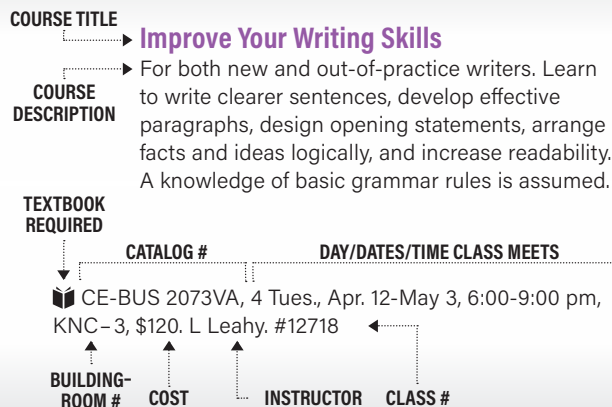 COURSE TITLE
Improve Your Writing Skills
COURSE
DESCRIPTION
For both new and out-of-practice writers. Learn
to write clearer sentences, develop effective
paragraphs, design opening statements, arrange
facts and ideas logically, and increase readability.
A knowledge of basic grammar rules is assumed.
TEXTBOOK
REQUIRED
CATALOG #
DAY/DATES/TIME CLASS MEETS
CE-BUS 2073VA, 4 Tues., Apr. 12-May 3, 6:00-9:00 pm,
KNC–3, $120. L Leahy. #12718
BUILDING–
ROOM #
COST
INSTRUCTOR
CLASS #